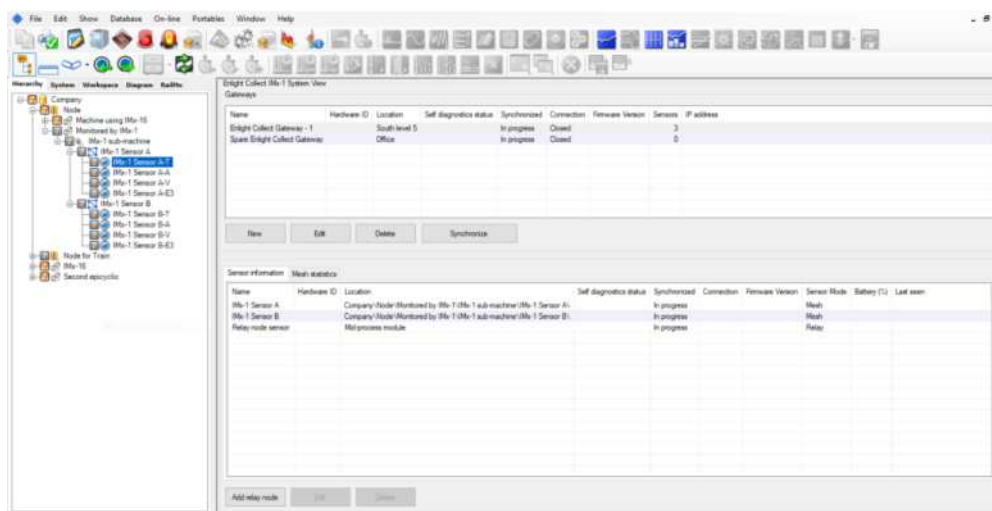 File Edit Show Database On-line Portables Window Help
Hierarchy System Workspace Diagram
Company
Node
Machine using IMx-16
Monitored by IMx-1
IMx-1 sub-machine
IMx-1 Sensor A
IMx-1 Sensor A-T
IMx-1 Sensor A-A
IMx-1 Sensor A-V
IMx-1 Sensor A-E3
IMx-1 Sensor B
IMx-1 Sensor B-T
IMx-1 Sensor B-A
IMx-1 Sensor B-V
IMx-1 Sensor B-E3
Node for Train
IMx-16
Second epicyclic
Enlight Collect IMx-1 System View
Gateways
Name Hardware ID Location Self diagnostics status Synchronized Connection Firmware Version Sensors IP address
Enlight Collect Gateway - 1 South level 5 In progress Closed 3
Spare Enlight Collect Gateway Office In progress Closed 0
New Edit Delete Synchronize
Sensor information Mesh statistics
Name Hardware ID Location Self diagnostics status Synchronized Connection Firmware Version Sensor Mode Battery (%) Last seen
IMx-1 Sensor A Company\Node\Monitored by IMx-1\IMx-1 sub-machine\IMx-1 Sensor A\ In progress Mesh
IMx-1 Sensor B Company\Node\Monitored by IMx-1\IMx-1 sub-machine\IMx-1 Sensor B\ In progress Mesh
Relay node sensor Mid-process module In progress Relay
Add relay node Edit Delete